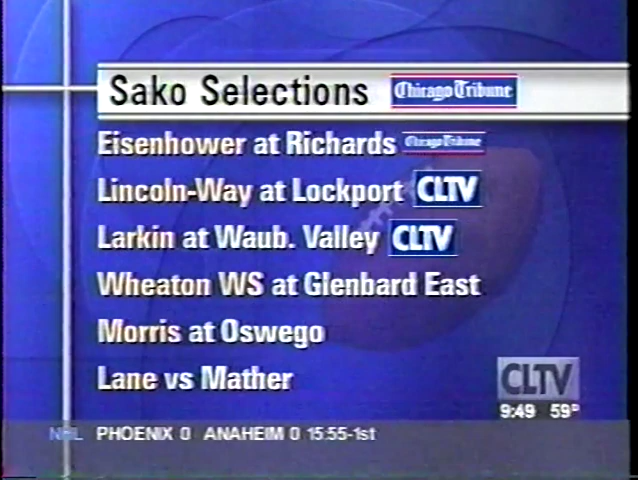 Sako Selections Chicago Tribune
Eisenhower at Richards Chicago Tribune
Lincoln-Way at Lockport CLTV
Larkin at Waub. Valley CLTV
Wheaton WS at Glenbard East
Morris at Oswego
Lane vs Mather
CLTV
9:49 59°
NHL PHOENIX 0 ANAHEIM 0 15:55-1st